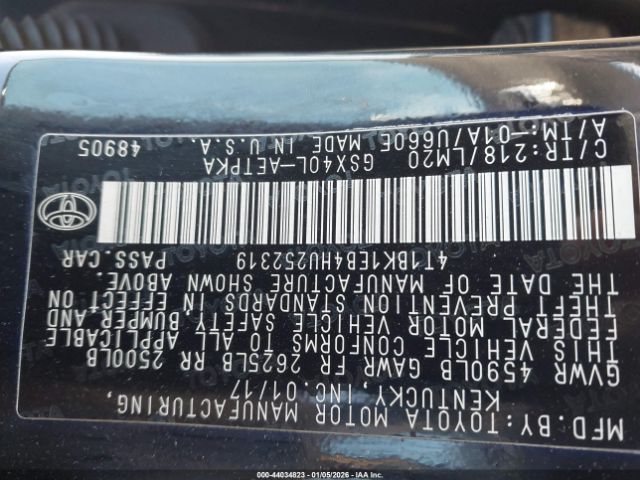 MFD.BY:TOYOTA MOTOR MANUFACTURING,
KENTUCKY, INC.01/17
GVWR 4590LB GAWR FR 2625LB RR 2500LB
THIS VEHICLE CONFORMS TO ALL APPLICABLE
FEDERAL MOTOR VEHICLE SAFETY, BUMPER AND
THEFT PREVENTION STANDARDS IN EFFECT ON
THE DATE OF MANUFACTURE SHOWN ABOVE.
4T1BK1EB4HU252319 PASS.CAR
C/TR:218/LM20
A/TM:-01A/U660E MADE IN U.S.A.
GSX40L-AETPKA 48905
000-44034823 | 01/05/2026 - IAAI.COM